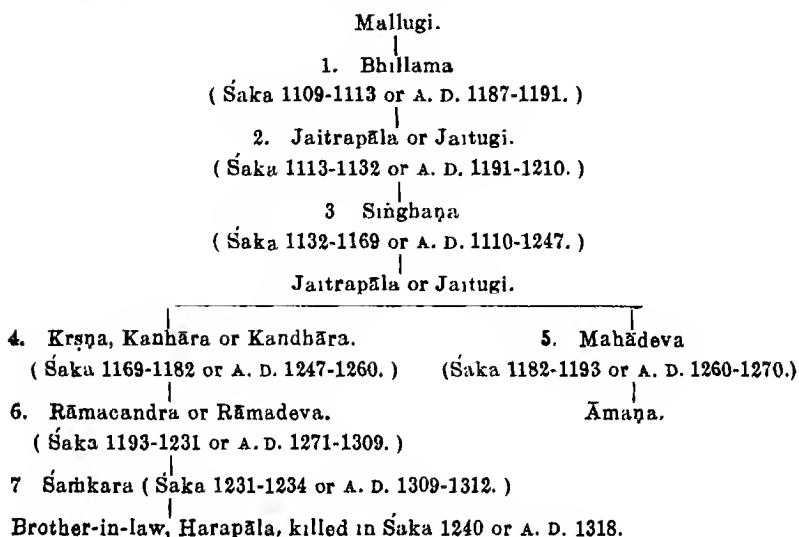 Mallugi.
1. Bhillama
( Śaka 1109-1113 or A. D. 1187-1191. )
2. Jaitrapāla or Jaitugi.
( Śaka 1113-1132 or A. D. 1191-1210. )
3 Siṅghaṇa
( Śaka 1132-1169 or A. D. 1110-1247. )
Jaitrapāla or Jaitugi.
4. Kṛṣṇa, Kanhāra or Kandhāra. 5. Mahādeva
( Śaka 1169-1182 or A. D. 1247-1260. ) (Śaka 1182-1193 or A. D. 1260-1270.)
6. Rāmacandra or Rāmadeva. Āmaṇa.
( Śaka 1193-1231 or A. D. 1271-1309. )
7 Śaṁkara ( Śaka 1231-1234 or A. D. 1309-1312. )
Brother-in-law, Harapāla, killed in Śaka 1240 or A. D. 1318.